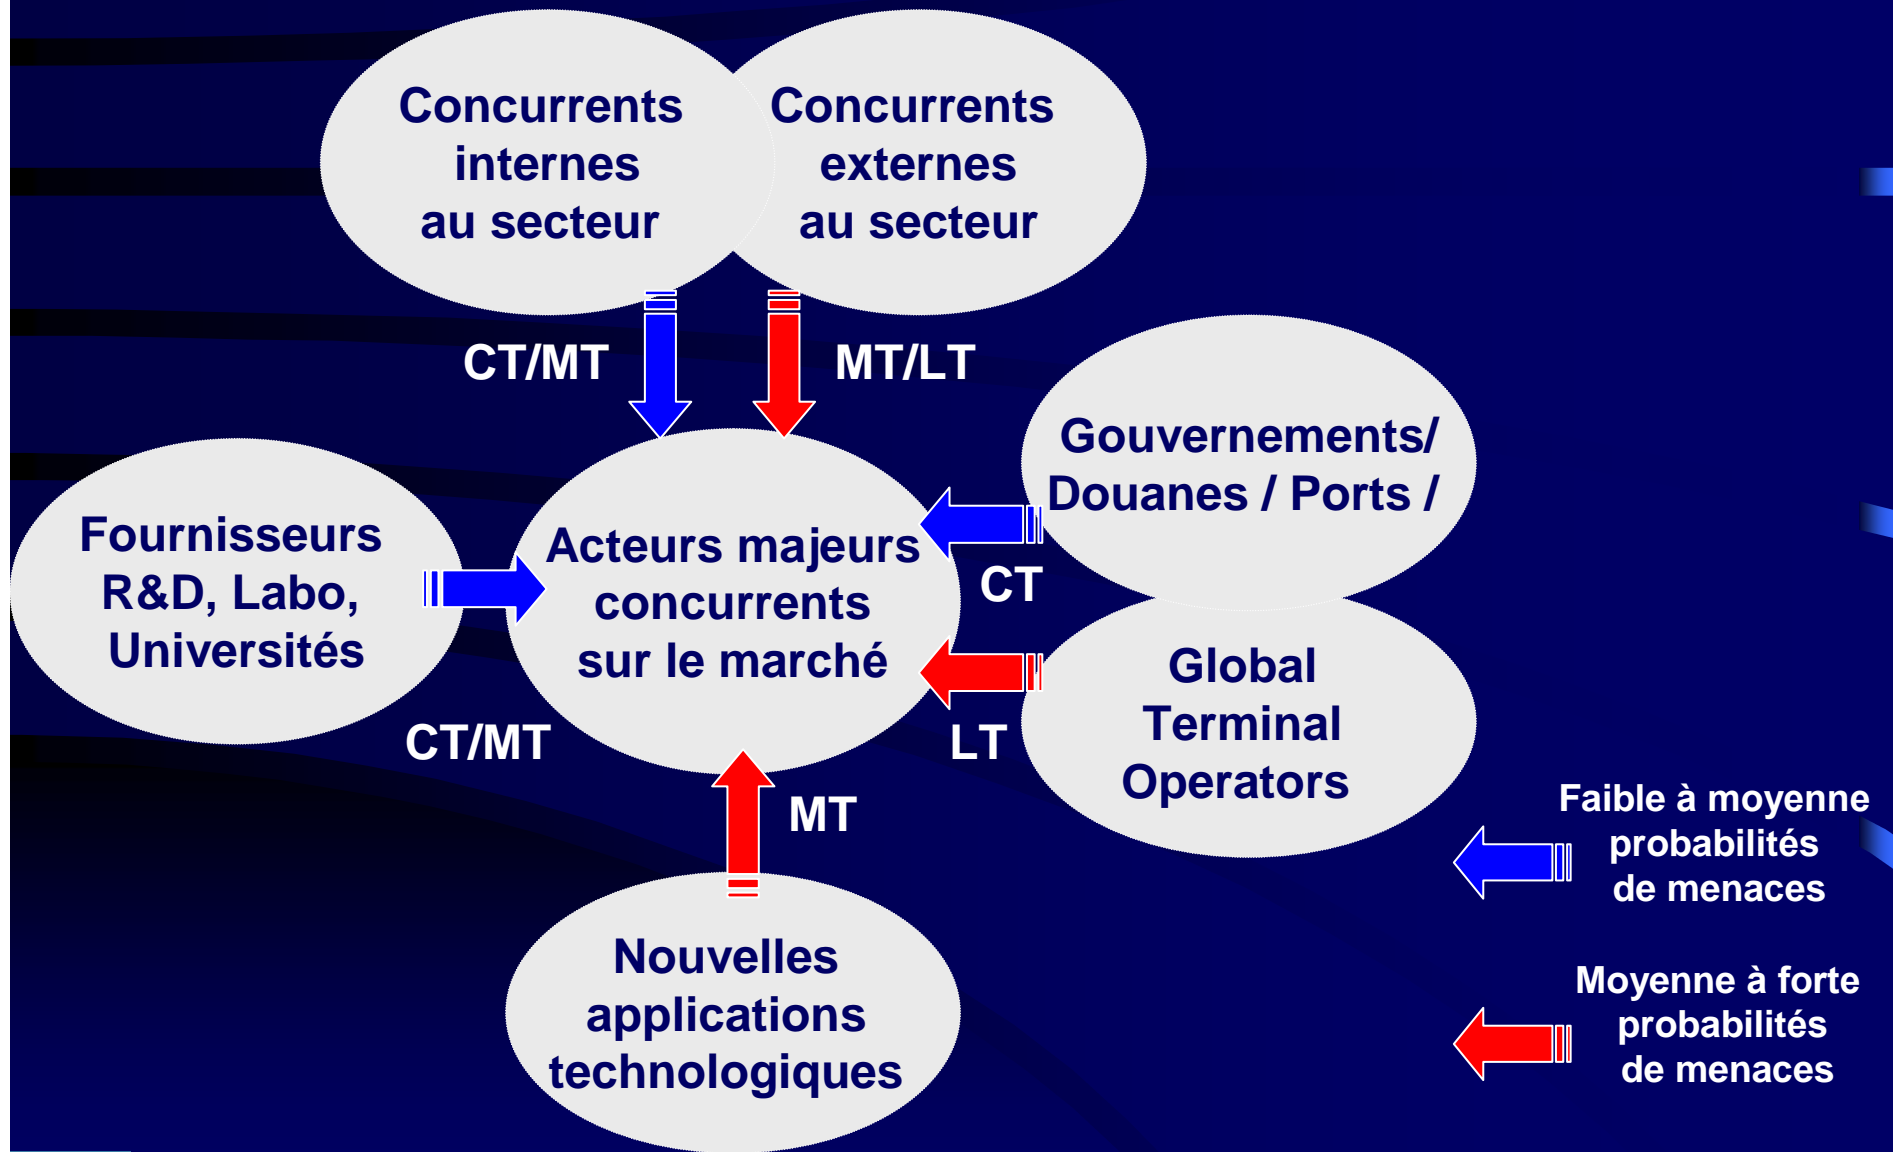 Concurrents
internes
au secteur
Concurrents
externes
au secteur
CT/MT
MT/LT
Gouvernements/
Douanes / Ports /
Fournisseurs
R&D, Labo,
Universités
Acteurs majeurs
concurrents
sur le marché
CT
Global
Terminal
Operators
CT/MT
LT
MT
Nouvelles
applications
technologiques
Faible à moyenne
probabilités
de menaces
Moyenne à forte
probabilités
de menaces